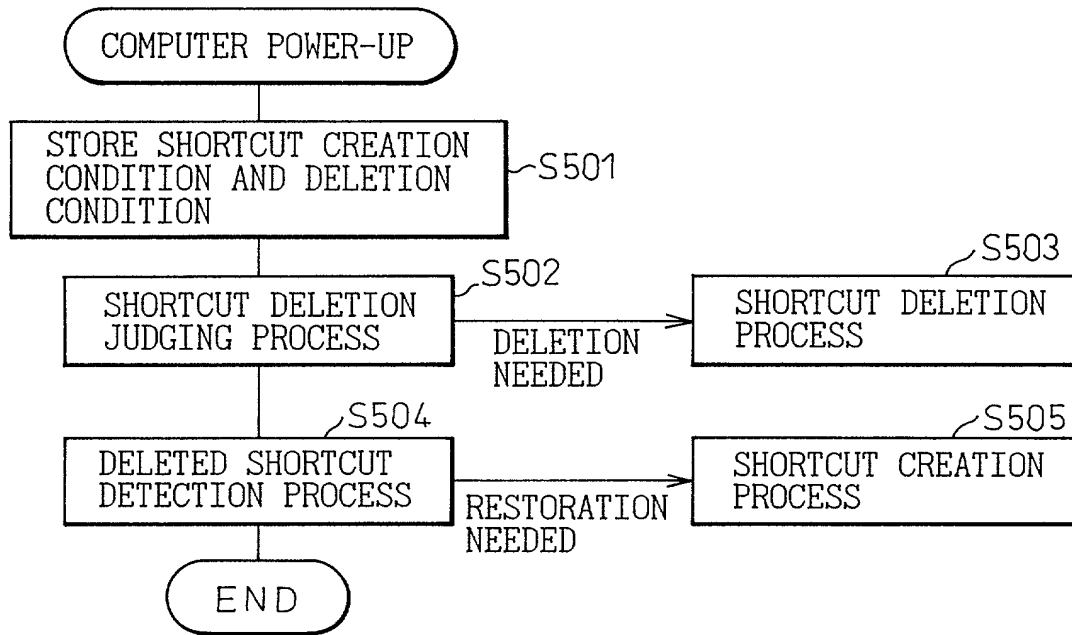 COMPUTER POWER-UP
STORE SHORTCUT CREATION
CONDITION AND DELETION
CONDITION
S501
SHORTCUT DELETION
JUDGING PROCESS
S502
DELETION
NEEDED
S503
SHORTCUT DELETION
PROCESS
S504
DELETED SHORTCUT
DETECTION PROCESS
RESTORATION
NEEDED
S505
SHORTCUT CREATION
PROCESS
END